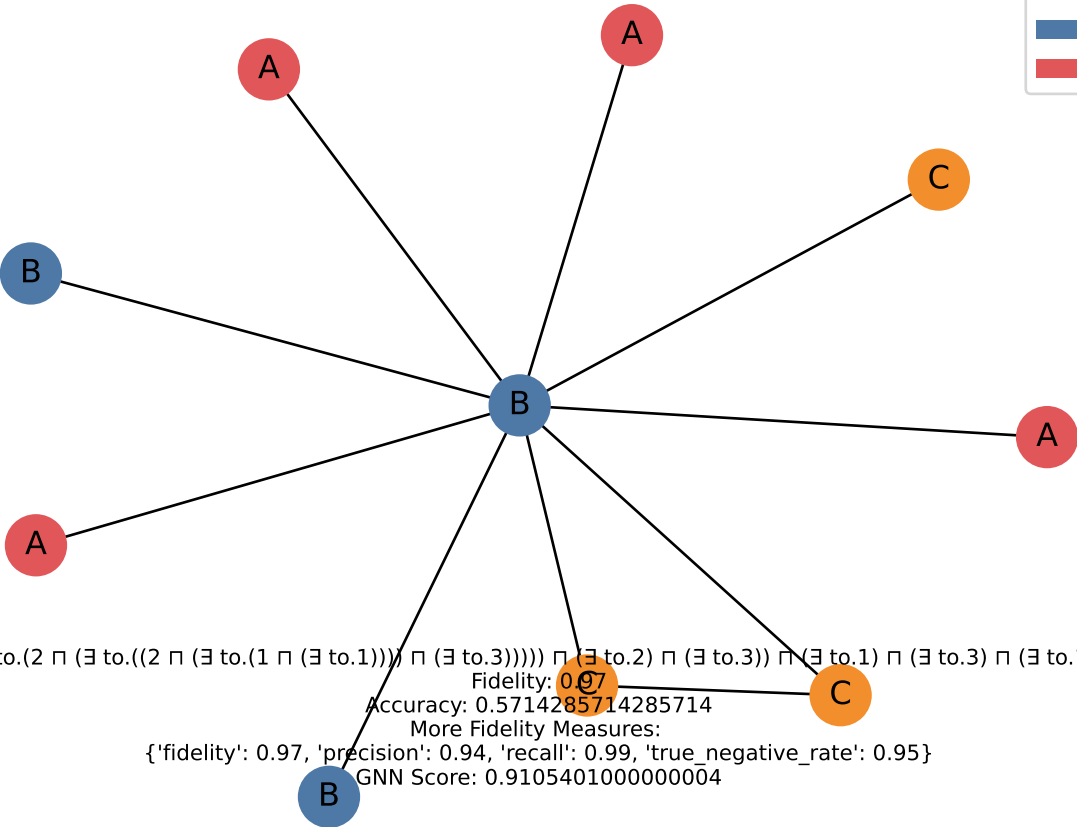 A
A
C
B
B
A
A
to.(2 ⊓ (∃ to.((2 ⊓ (∃ to.(1 ⊓ (∃ to.1)))) ⊓ (∃ to.3))))) ⊓ (∃ to.2) ⊓ (∃ to.3)) ⊓ (∃ to.1) ⊓ (∃ to.3) ⊓ (∃ to.
Fidelity: 0.97
C
C
Accuracy: 0.5714285714285714
More Fidelity Measures:
{'fidelity': 0.97, 'precision': 0.94, 'recall': 0.99, 'true_negative_rate': 0.95}
GNN Score: 0.9105401000000004
B